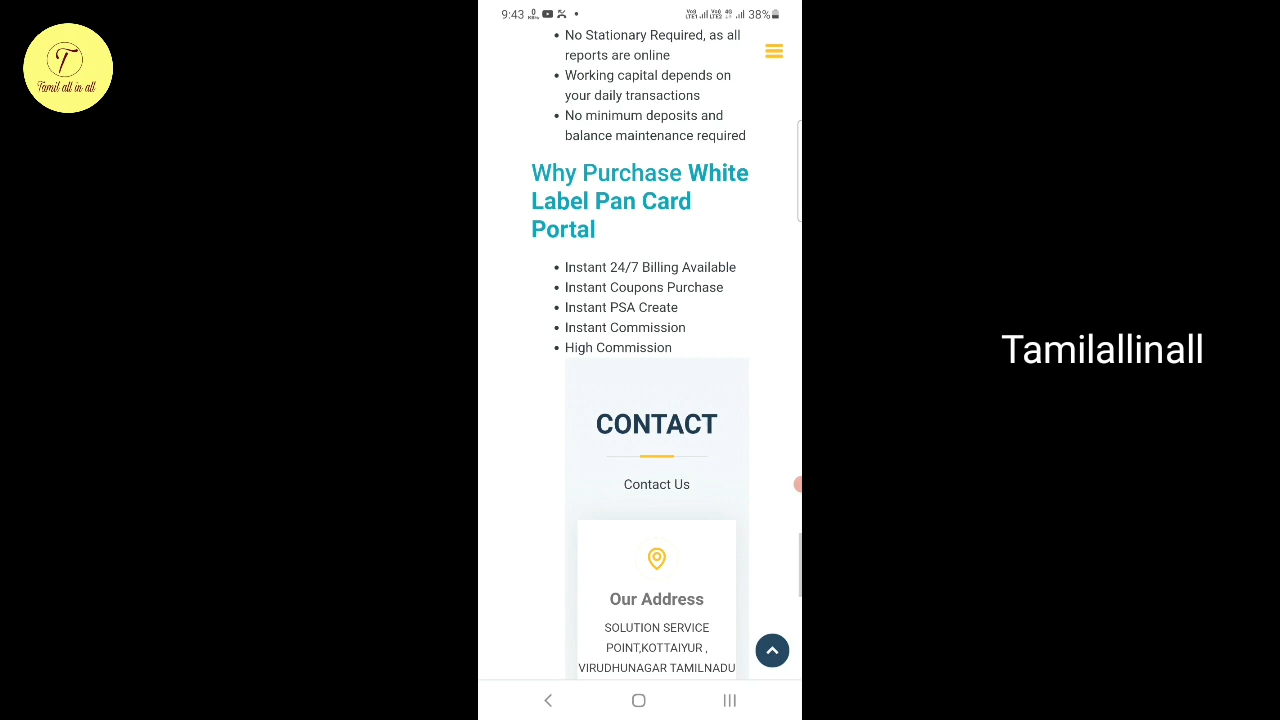 9:43
38%
Tamil all in all
No Stationary Required, as all
reports are online
Working capital depends on
your daily transactions
No minimum deposits and
balance maintenance required
Why Purchase White
Label Pan Card
Portal
Instant 24/7 Billing Available
Instant Coupons Purchase
Instant PSA Create
Instant Commission
High Commission
CONTACT
Contact Us
Our Address
SOLUTION SERVICE
POINT,KOTTAIYUR ,
VIRUDHUNAGAR TAMILNADU
Tamilallinall